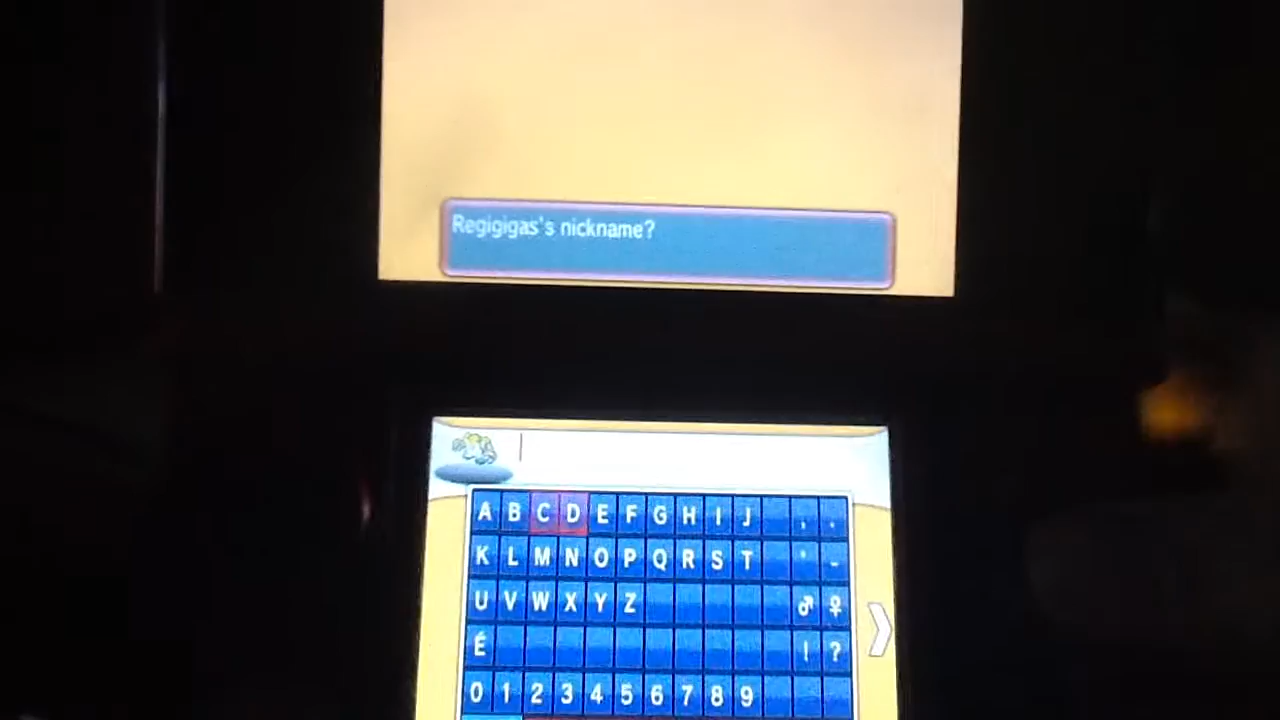 Regigigas's nickname?
A B C D E F G H I J , .
K L M N O P Q R S T ' -
U V W X Y Z ♂ ♀
É ! ?
0 1 2 3 4 5 6 7 8 9